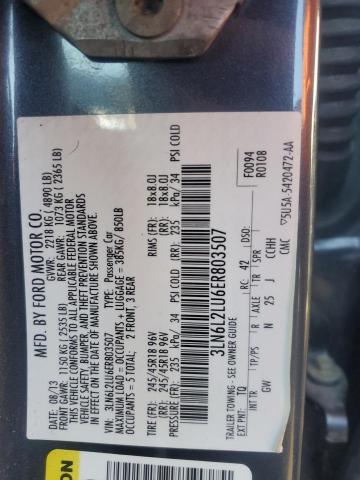 MFD. BY FORD MOTOR CO.
08/13 GVWR: 2218 KG ( 4890 LB)
FRONT GAWR: 1150 KG ( 2535 LB) REAR GAWR: 1073 KG ( 2365 LB)
THIS VEHICLE CONFORMS TO ALL APPLICABLE FEDERAL MOTOR
VEHICLE SAFETY, BUMPER, AND THEFT PREVENTION STANDARDS
IN EFFECT ON THE DATE OF MANUFACTURE SHOWN ABOVE.
VIN: 3LN6L2LU6ER803507 TYPE: Passenger Car
MAXIMUM LOAD = OCCUPANTS + LUGGAGE = 385KG/ 850LB
OCCUPANTS = 5 TOTAL: 2 FRONT, 3 REAR
TIRE (FR): 245/45R18 96V RIMS (FR): 18x8.0J
(RR): 245/45R18 96V (RR): 18x8.0J
PRESSURE (FR): 235 kPa/ 34 PSI COLD (RR): 235 kPa/ 34 PSI COLD
3LN6L2LU6ER803507
TRAILER TOWING - SEE OWNER GUIDE
F0094
R0108
EXT PNT: TQ RC: 42 DSO:
INT TR TP/PS R AXLE TR SPR
GW N 25 J CCHH
CMC 5U5A-5420472-AA
ON